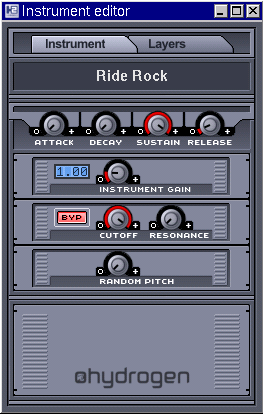 Instrument editor
Instrument Layers
Ride Rock
ATTACK DECAY SUSTAIN RELEASE
1.00
INSTRUMENT GAIN
BYP
CUTOFF RESONANCE
RANDOM PITCH
hydrogen